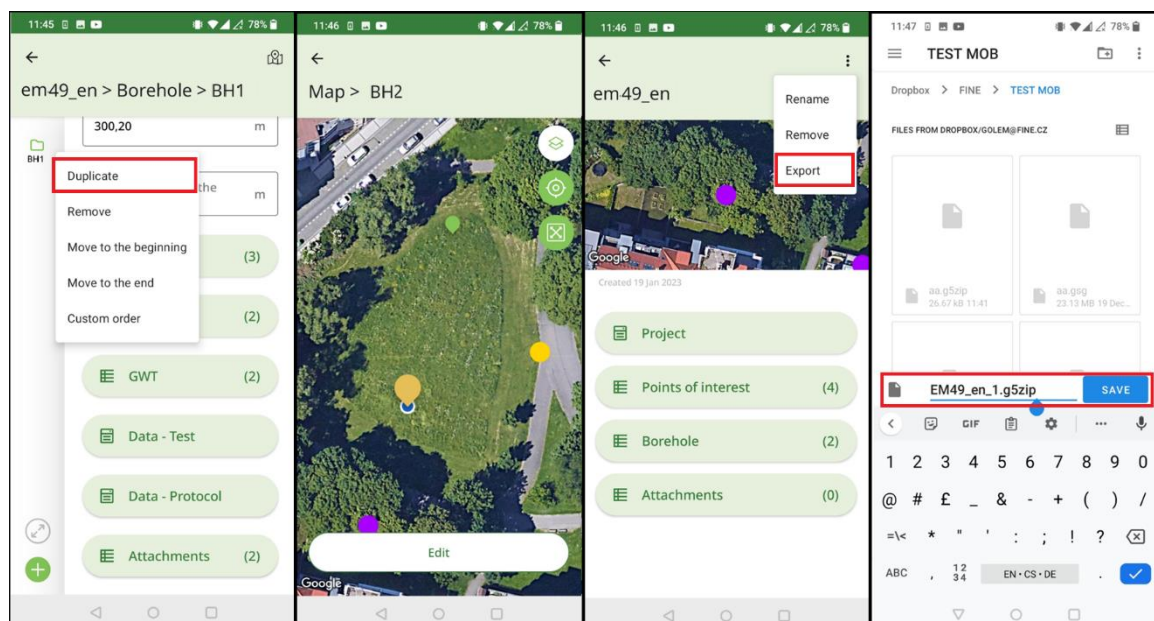 11:45 78%
em49_en > Borehole > BH1
300,20 m
BH1
Duplicate
the m
Remove
Move to the beginning (3)
Move to the end
Custom order (2)
GWT (2)
Data - Test
Data - Protocol
Attachments (2)
11:46 78%
Map > BH2
Edit
Google
11:46 78%
em49_en
Rename
Remove
Export
Google
Created 19 Jan 2023
Project
Points of interest (4)
Borehole (2)
Attachments (0)
11:47 78%
TEST MOB
Dropbox > FINE > TEST MOB
FILES FROM DROPBOX/GOLEM@FINE.CZ
aa.g5zip
26.67 kB 11:41
aa.gsg
23.13 MB 19 Dec...
EM49_en_1.g5zip SAVE
GIF
1 2 3 4 5 6 7 8 9 0
@ # £ _ & - + ( ) /
=\< * " ' : ; ! ?
ABC , 12 34 EN • CS • DE .